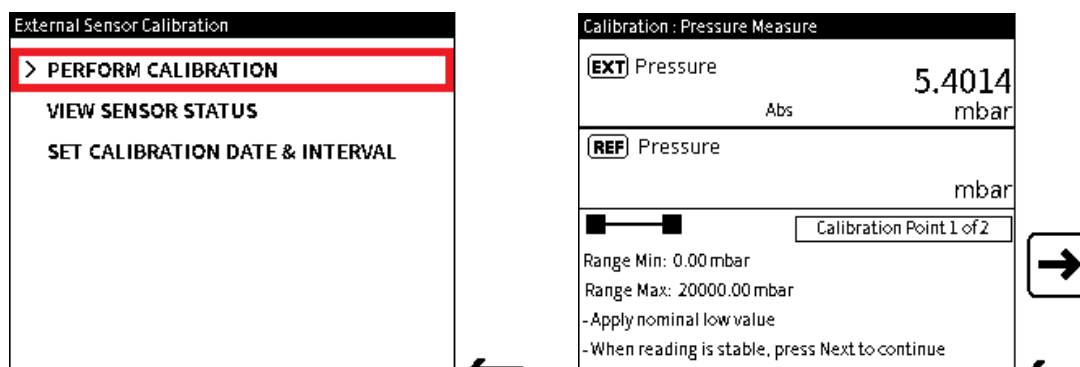 External Sensor Calibration
> PERFORM CALIBRATION
VIEW SENSOR STATUS
SET CALIBRATION DATE & INTERVAL
Calibration : Pressure Measure
EXT Pressure
5.4014
Abs mbar
REF Pressure
mbar
Calibration Point 1 of 2
Range Min: 0.00 mbar
Range Max: 20000.00 mbar
- Apply nominal low value
- When reading is stable, press Next to continue